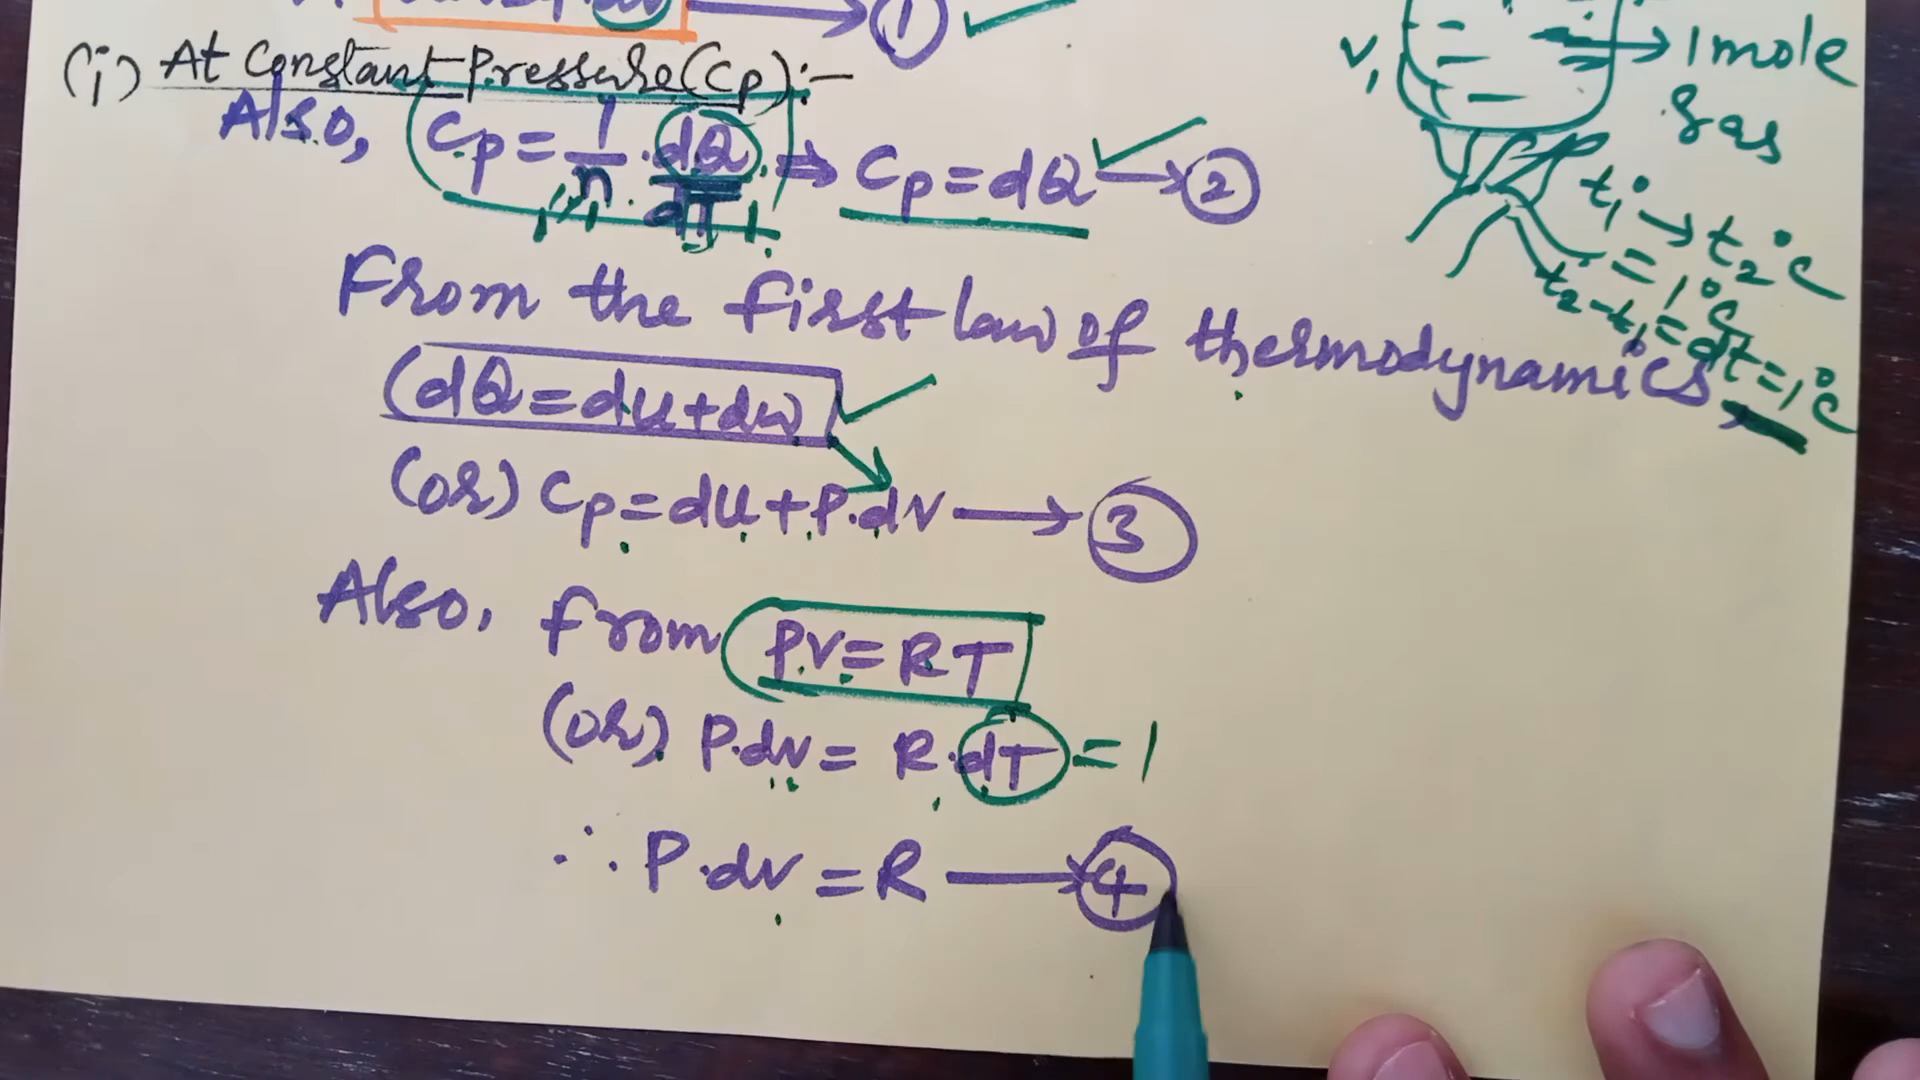 ①
(i) At Constant Pressure (Cp):-
Also, Cp = 1/n . dQ/dT ⇒ Cp = dQ → ②
From the first law of thermodynamics
(dQ = du + dw)
(or) Cp = du + P.dv → ③
Also, from PV = RT
(or) P.dv = R.dT = 1
∴ P.dv = R → ④
V₁
1 mole
gas
t₁° → t₂°C
= 1°C
t₂ - t₁° = dt = 1°C